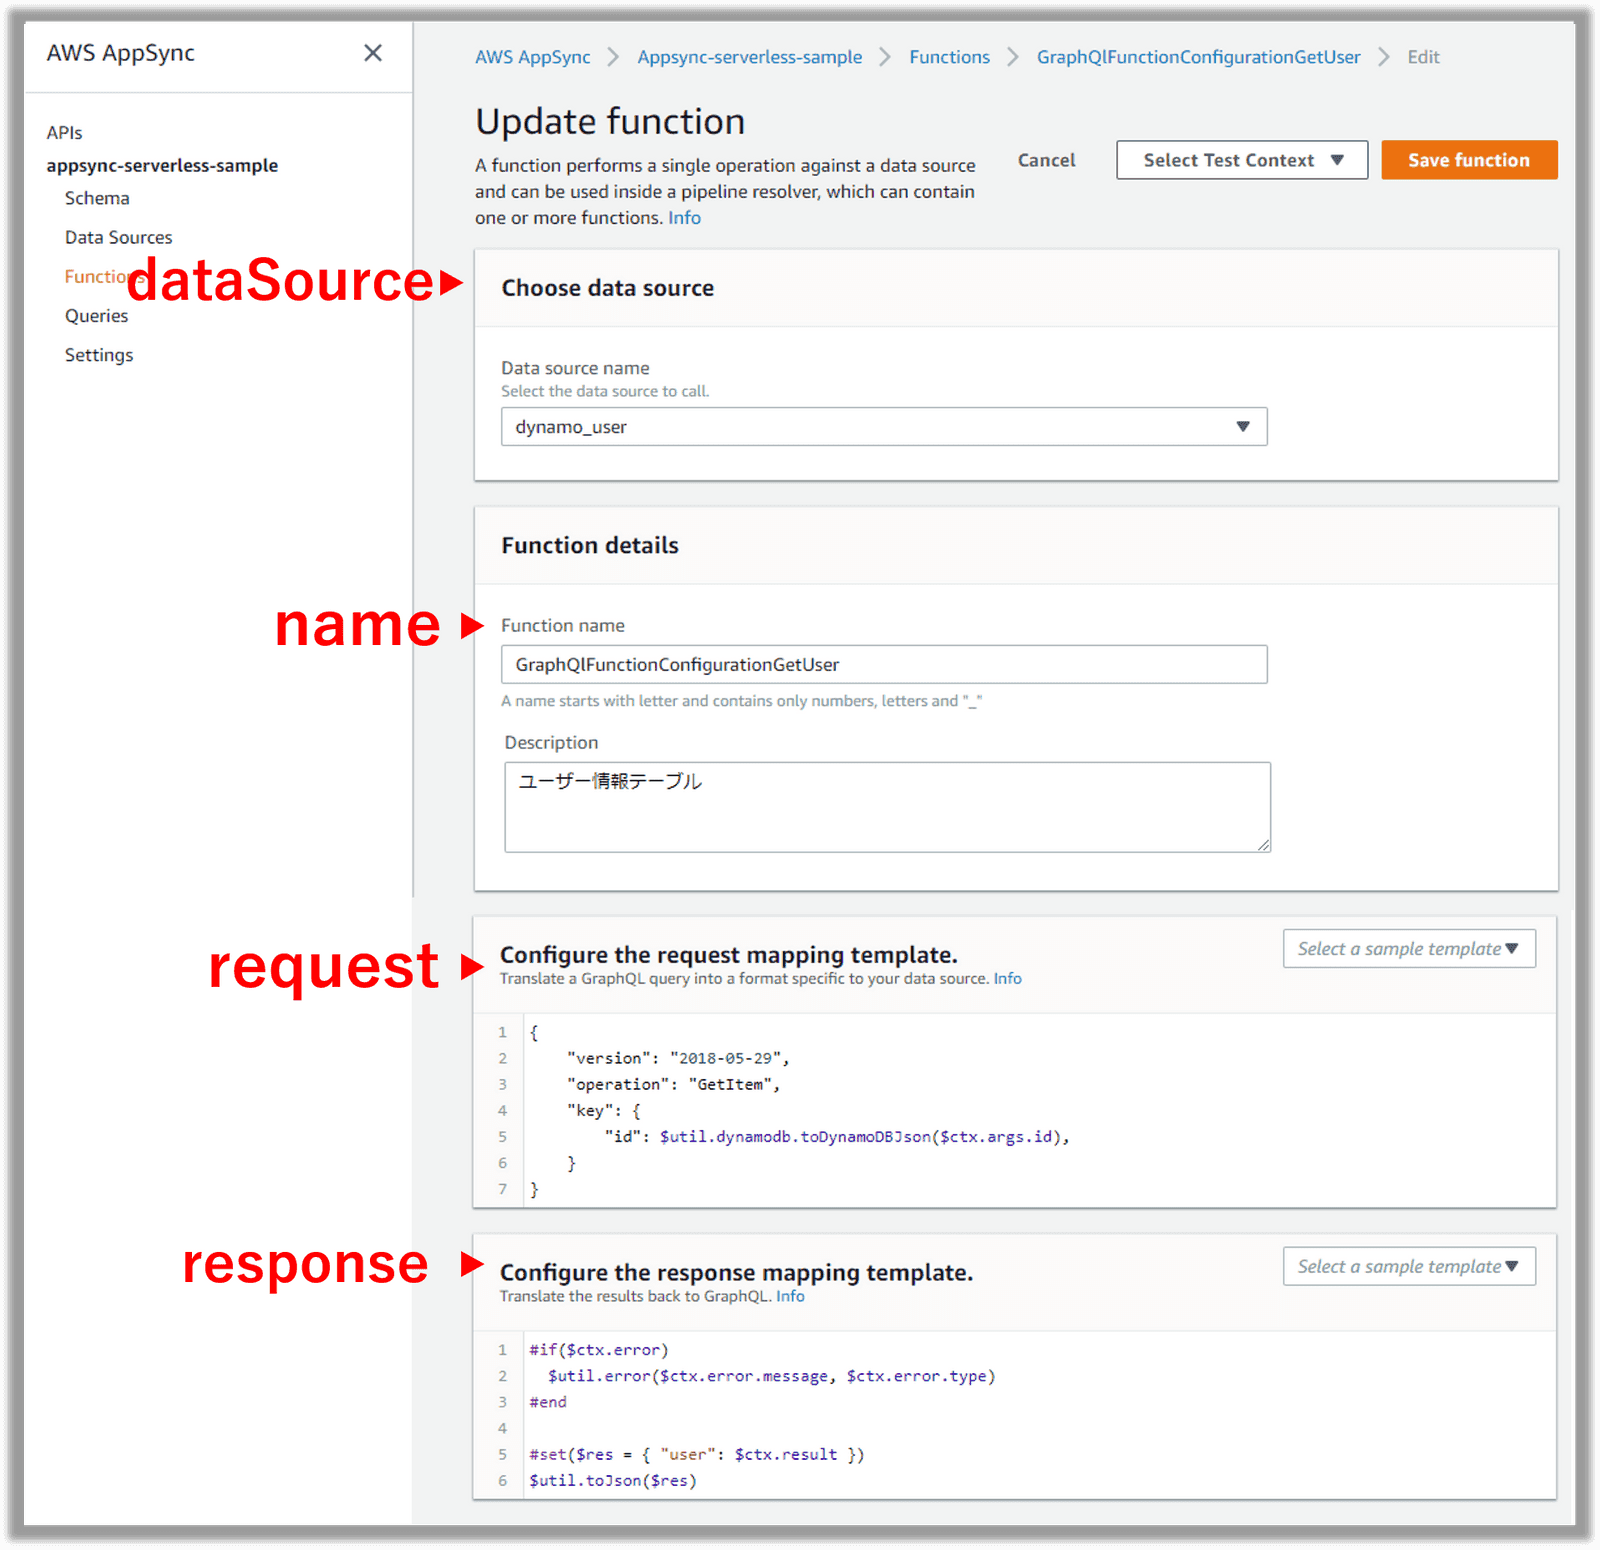 AWS AppSync
APIs
appsync-serverless-sample
Schema
Data Sources
Functions
Queries
Settings
AWS AppSync > Appsync-serverless-sample > Functions > GraphQlFunctionConfigurationGetUser > Edit
Update function
A function performs a single operation against a data source
and can be used inside a pipeline resolver, which can contain
one or more functions. Info
Cancel
Select Test Context ▼
Save function
dataSource▶
Choose data source
Data source name
Select the data source to call.
dynamo_user ▼
Function details
name ▶
Function name
GraphQlFunctionConfigurationGetUser
A name starts with letter and contains only numbers, letters and "_"
Description
ユーザー情報テーブル
request ▶
Configure the request mapping template.
Translate a GraphQL query into a format specific to your data source. Info
Select a sample template▼
1 {
2     "version": "2018-05-29",
3     "operation": "GetItem",
4     "key": {
5         "id": $util.dynamodb.toDynamoDBJson($ctx.args.id),
6     }
7 }
response ▶
Configure the response mapping template.
Translate the results back to GraphQL. Info
Select a sample template▼
1 #if($ctx.error)
2   $util.error($ctx.error.message, $ctx.error.type)
3 #end
4
5 #set($res = { "user": $ctx.result })
6 $util.toJson($res)